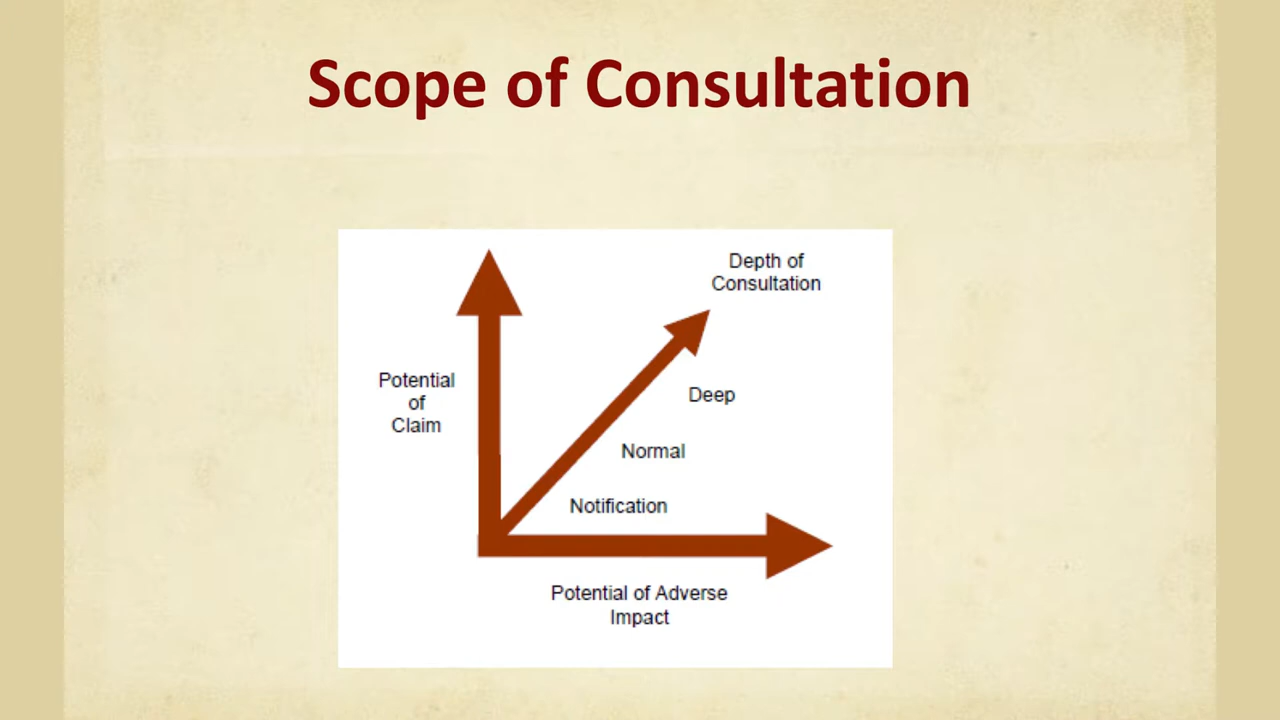 Scope of Consultation
Depth of
Consultation
Potential
of
Claim
Deep
Normal
Notification
Potential of Adverse
Impact